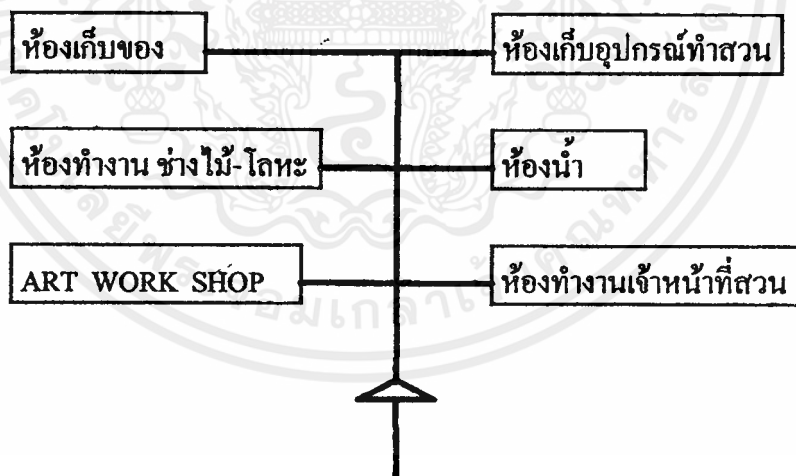 ห้องเก็บของ
ห้องเก็บอุปกรณ์ทำสวน
ห้องทำงาน ช่างไม้-โลหะ
ห้องน้ำ
ART WORK SHOP
ห้องทำงานเจ้าหน้าที่สวน